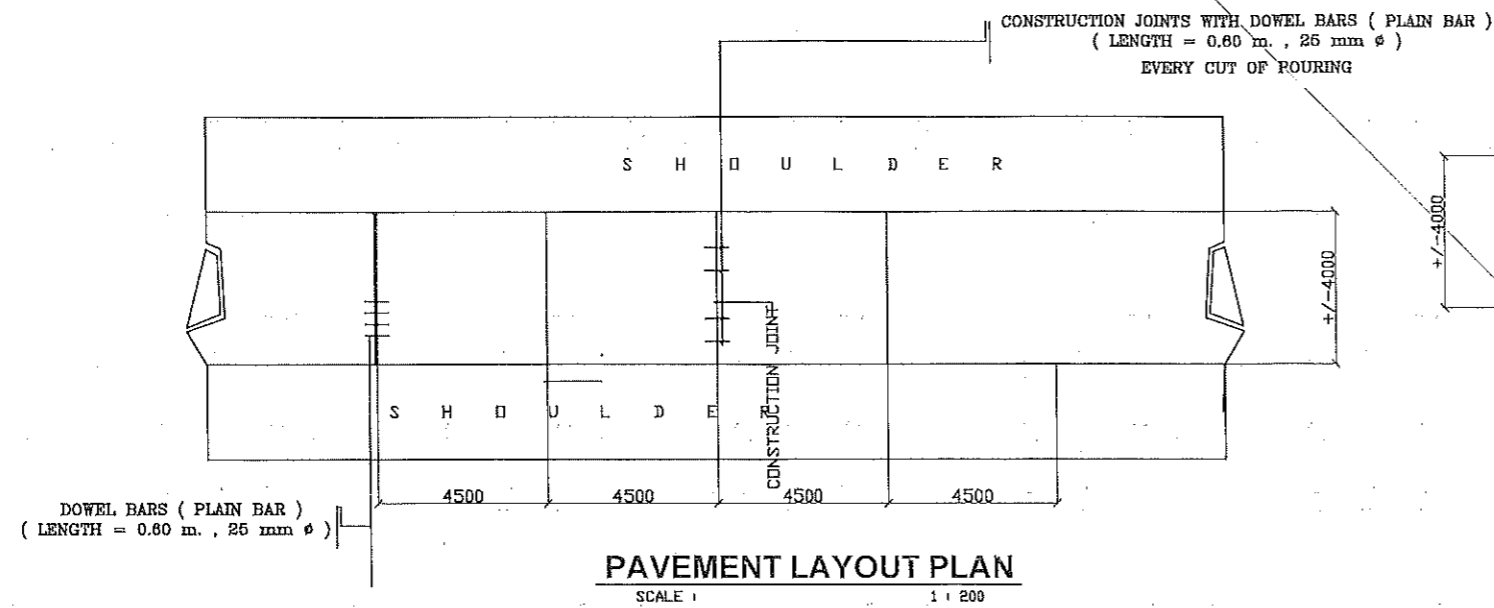 CONSTRUCTION JOINTS WITH DOWEL BARS ( PLAIN BAR )
( LENGTH = 0.60 m. , 25 mm ø )
EVERY CUT OF POURING
S H O U L D E R
+/-4000
+/-4000
CONSTRUCTION JOINT
S H O U L D E R
4500 4500 4500 4500
DOWEL BARS ( PLAIN BAR )
( LENGTH = 0.60 m. , 25 mm ø )
PAVEMENT LAYOUT PLAN
SCALE : 1 : 200